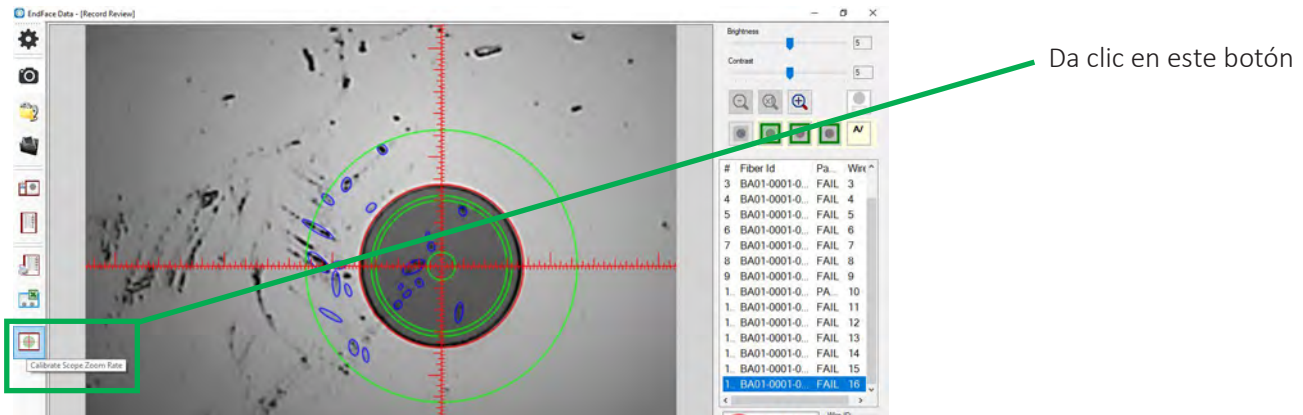 EndFace Data - [Record Review]
Da clic en este botón
Brightness
5
Contrast
5
# Fiber Id Pa... Wire
3 BA01-0001-0... FAIL 3
4 BA01-0001-0... FAIL 4
5 BA01-0001-0... FAIL 5
6 BA01-0001-0... FAIL 6
7 BA01-0001-0... FAIL 7
8 BA01-0001-0... FAIL 8
9 BA01-0001-0... FAIL 9
1... BA01-0001-0... PA... 10
1... BA01-0001-0... FAIL 11
1... BA01-0001-0... FAIL 12
1... BA01-0001-0... FAIL 13
1... BA01-0001-0... FAIL 14
1... BA01-0001-0... FAIL 15
1... BA01-0001-0... FAIL 16
Calibrate Scope Zoom Rate